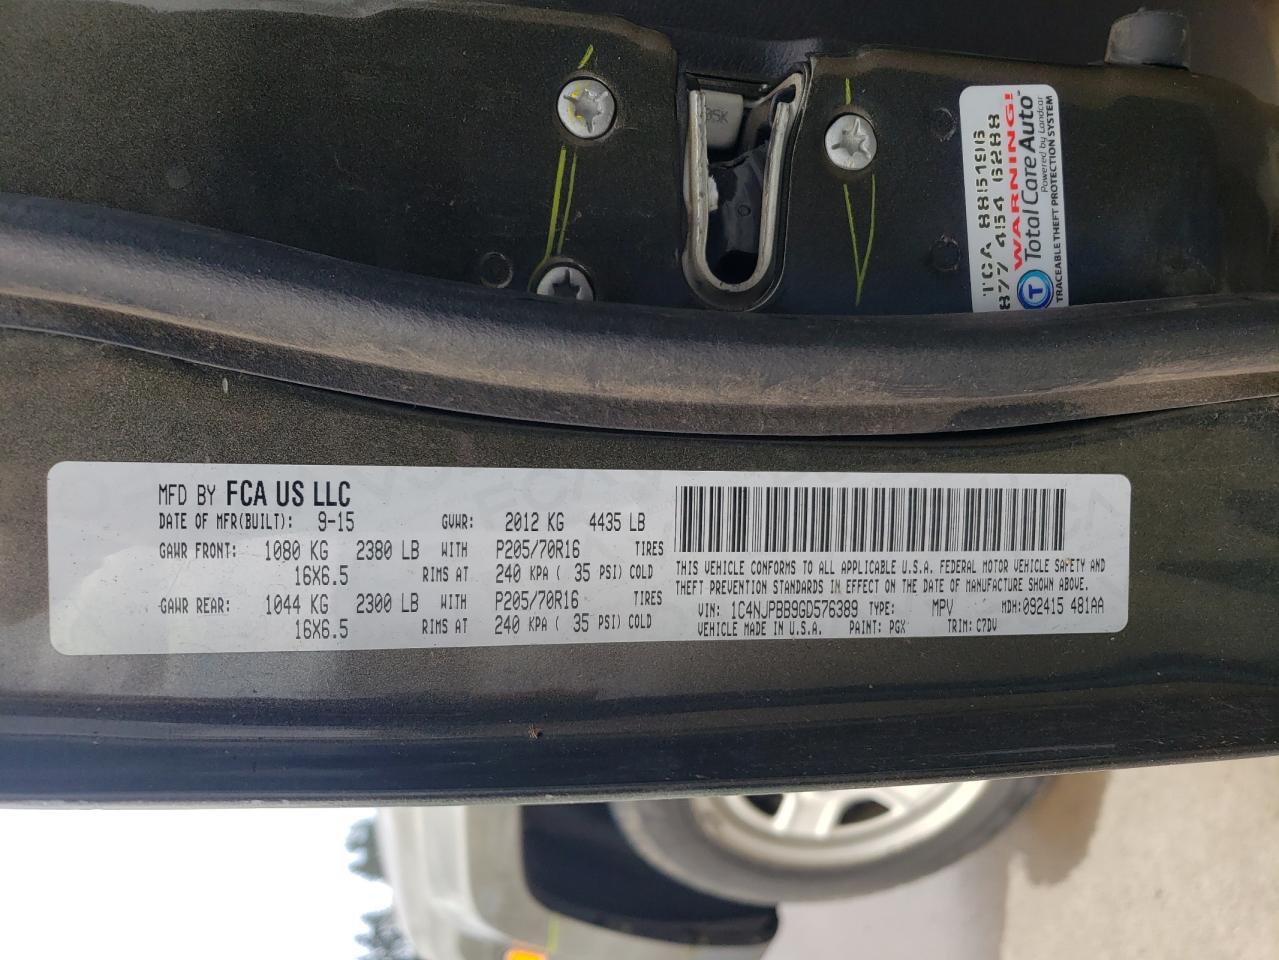 35K
TCA 885196
877 454 6288
WARNING!
T Total Care Auto
Powered by Landcar
TRACEABLE THEFT PROTECTION SYSTEM
MFD BY FCA US LLC
DATE OF MFR(BUILT): 9-15 GVWR: 2012 KG 4435 LB
GAWR FRONT: 1080 KG 2380 LB WITH P205/70R16 TIRES
16X6.5 RIMS AT 240 KPA ( 35 PSI) COLD
GAWR REAR: 1044 KG 2300 LB WITH P205/70R16 TIRES
16X6.5 RIMS AT 240 KPA ( 35 PSI) COLD
THIS VEHICLE CONFORMS TO ALL APPLICABLE U.S.A. FEDERAL MOTOR VEHICLE SAFETY AND
THEFT PREVENTION STANDARDS IN EFFECT ON THE DATE OF MANUFACTURE SHOWN ABOVE.
VIN: 1C4NJPBB9GD576389 TYPE: MPV MDH: 092415 481AA
VEHICLE MADE IN U.S.A. PAINT: PGX TRIM: C7DV